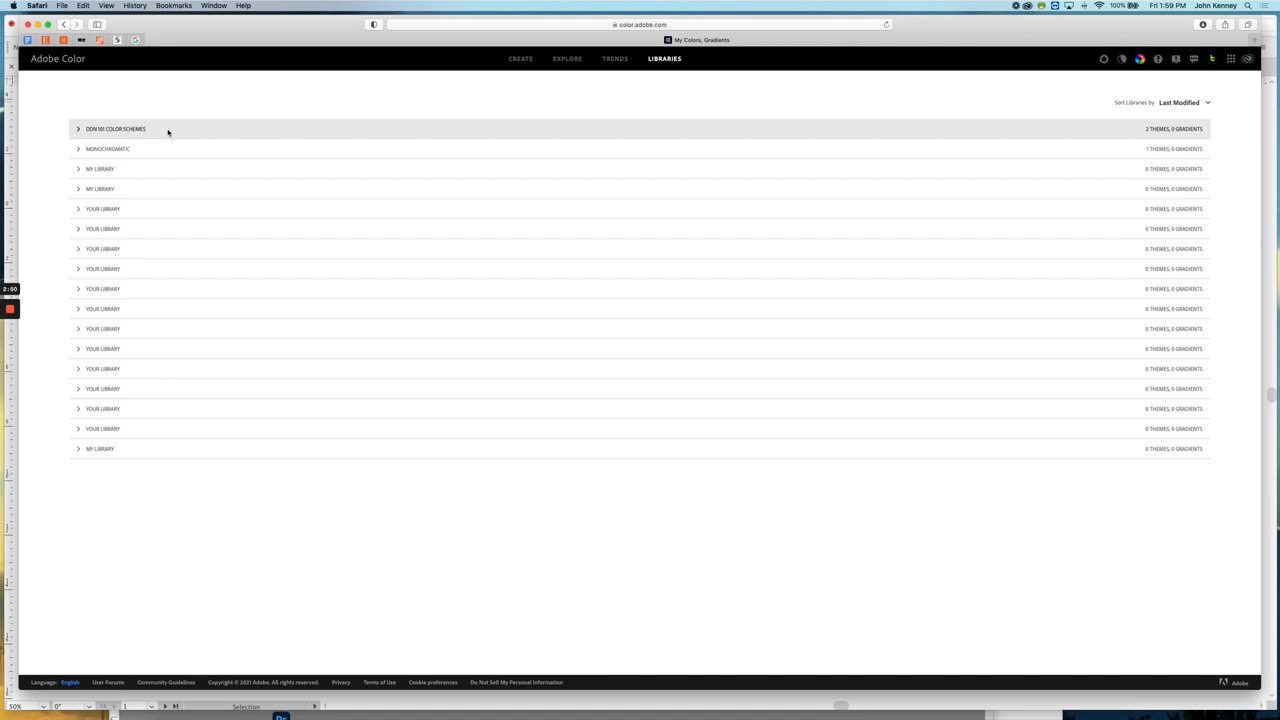 Safari File Edit View History Bookmarks Window Help 100% Fri 1:59 PM John Kenney
color.adobe.com
My Colors, Gradients
Adobe Color CREATE EXPLORE TRENDS LIBRARIES
Sort Libraries by Last Modified
DDN 101 COLOR SCHEMES 2 THEMES, 0 GRADIENTS
MONOCHROMATIC 1 THEMES, 0 GRADIENTS
MY LIBRARY 0 THEMES, 0 GRADIENTS
MY LIBRARY 0 THEMES, 0 GRADIENTS
YOUR LIBRARY 0 THEMES, 0 GRADIENTS
YOUR LIBRARY 0 THEMES, 0 GRADIENTS
YOUR LIBRARY 0 THEMES, 0 GRADIENTS
YOUR LIBRARY 0 THEMES, 0 GRADIENTS
2:50
YOUR LIBRARY 0 THEMES, 0 GRADIENTS
YOUR LIBRARY 0 THEMES, 0 GRADIENTS
YOUR LIBRARY 0 THEMES, 0 GRADIENTS
YOUR LIBRARY 0 THEMES, 0 GRADIENTS
YOUR LIBRARY 0 THEMES, 0 GRADIENTS
YOUR LIBRARY 0 THEMES, 0 GRADIENTS
YOUR LIBRARY 0 THEMES, 0 GRADIENTS
YOUR LIBRARY 0 THEMES, 0 GRADIENTS
MY LIBRARY 0 THEMES, 0 GRADIENTS
Language: English User Forums Community Guidelines Copyright © 2021 Adobe. All rights reserved. Privacy Terms of Use Cookie preferences Do Not Sell My Personal Information Adobe
50% 0° 1 Selection